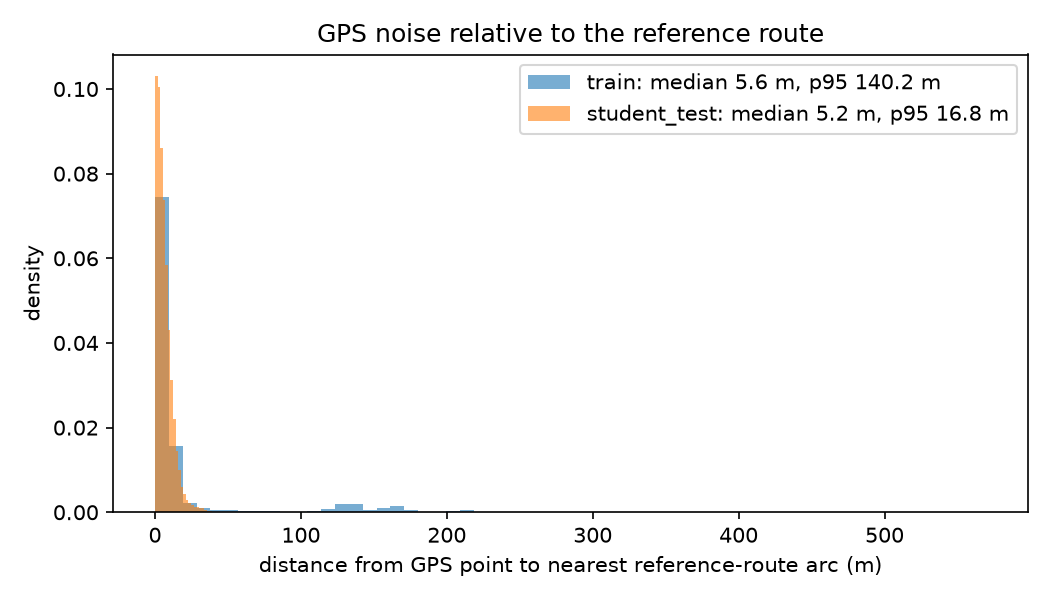 GPS noise relative to the reference route
train: median 5.6 m, p95 140.2 m
student_test: median 5.2 m, p95 16.8 m
density
0.10
0.08
0.06
0.04
0.02
0.00
0 100 200 300 400 500
distance from GPS point to nearest reference-route arc (m)